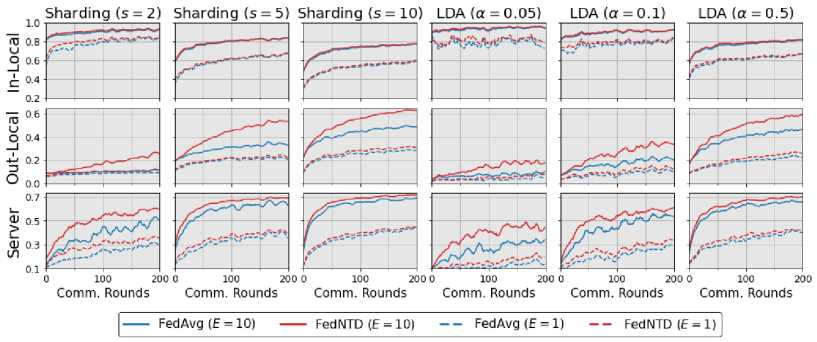 Sharding (s = 2) Sharding (s = 5) Sharding (s = 10) LDA (α = 0.05) LDA (α = 0.1) LDA (α = 0.5)
In-Local
1.0
0.8
0.6
0.4
0.2
Out-Local
0.6
0.4
0.2
0.0
Server
0.7
0.5
0.3
0.1
0 100 200 0 100 200 0 100 200 0 100 200 0 100 200 0 100 200
Comm. Rounds Comm. Rounds Comm. Rounds Comm. Rounds Comm. Rounds Comm. Rounds
FedAvg (E = 10) FedNTD (E = 10) FedAvg (E = 1) FedNTD (E = 1)